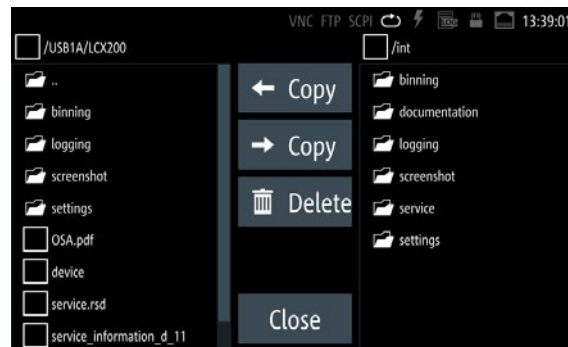 VNC FTP SCPI 13:39:01
/USB1A/LCX200
..
binning
logging
screenshot
settings
OSA.pdf
device
service.rsd
service_information_d_11
Copy
Copy
Delete
Close
/int
binning
documentation
logging
screenshot
service
settings